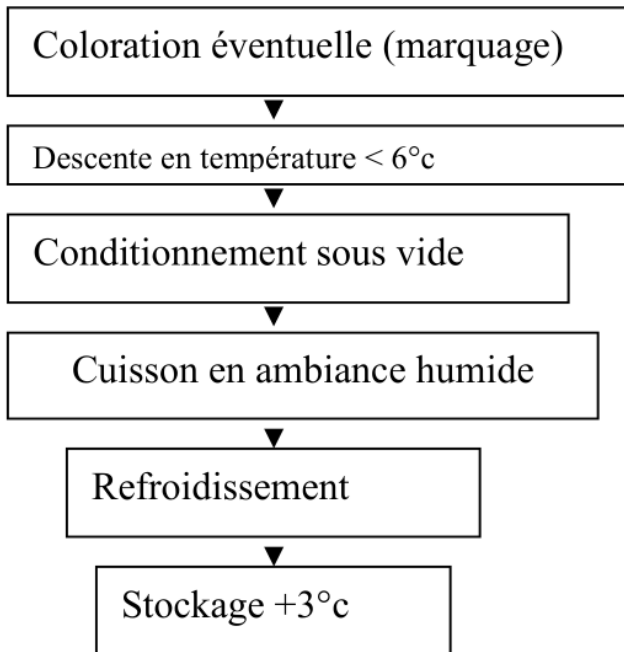 Coloration éventuelle (marquage)
Descente en température < 6°c
Conditionnement sous vide
Cuisson en ambiance humide
Refroidissement
Stockage +3°c